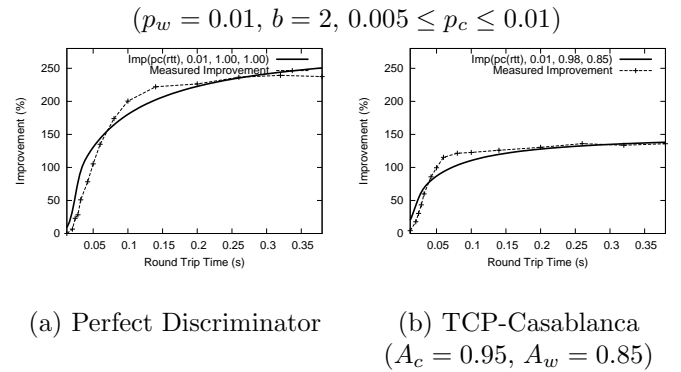 (p_w = 0.01, b = 2, 0.005 ≤ p_c ≤ 0.01)
Imp(pc(rtt), 0.01, 1.00, 1.00)
Measured Improvement
Improvement (%)
250
200
150
100
50
0
0.05 0.1 0.15 0.2 0.25 0.3 0.35
Round Trip Time (s)
(a) Perfect Discriminator
Imp(pc(rtt), 0.01, 0.98, 0.85)
Measured Improvement
Improvement (%)
250
200
150
100
50
0
0.05 0.1 0.15 0.2 0.25 0.3 0.35
Round Trip Time (s)
(b) TCP-Casablanca
(A_c = 0.95, A_w = 0.85)